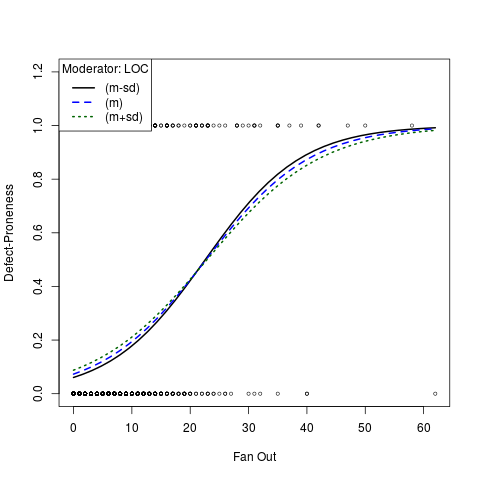 Moderator: LOC
(m-sd)
(m)
(m+sd)
1.2
1.0
0.8
0.6
0.4
0.2
0.0
Defect-Proneness
0 10 20 30 40 50 60
Fan Out